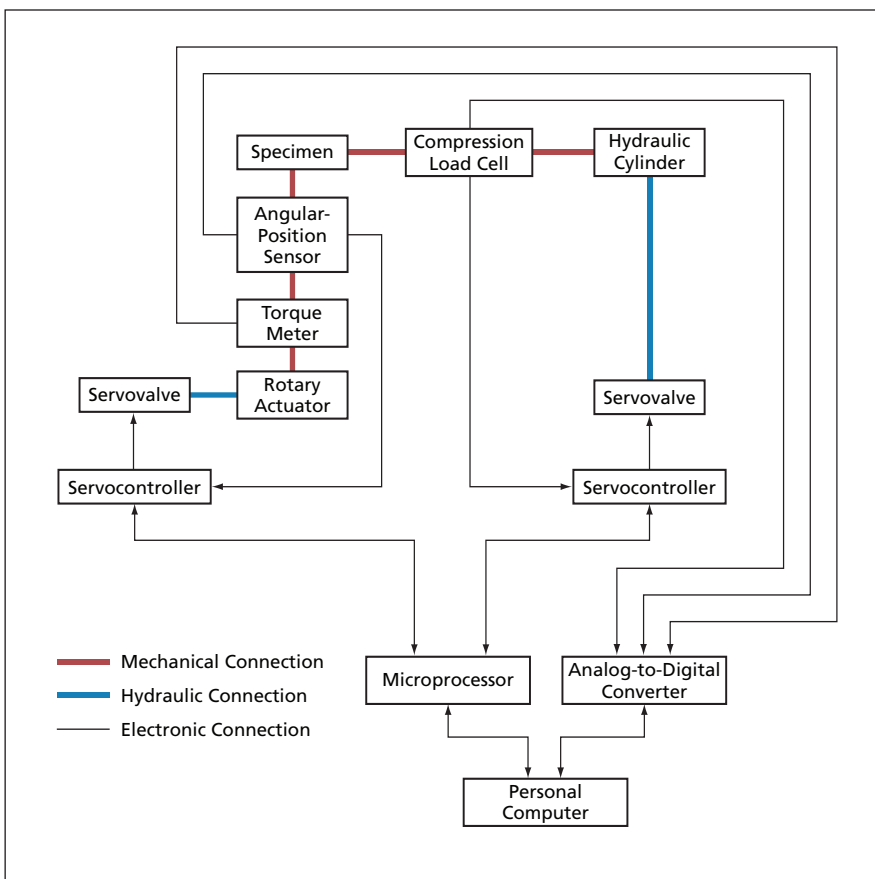 Specimen
Compression
Load Cell
Hydraulic
Cylinder
Angular-
Position
Sensor
Torque
Meter
Servovalve
Rotary
Actuator
Servovalve
Servocontroller
Servocontroller
Mechanical Connection
Hydraulic Connection
Electronic Connection
Microprocessor
Analog-to-Digital
Converter
Personal
Computer